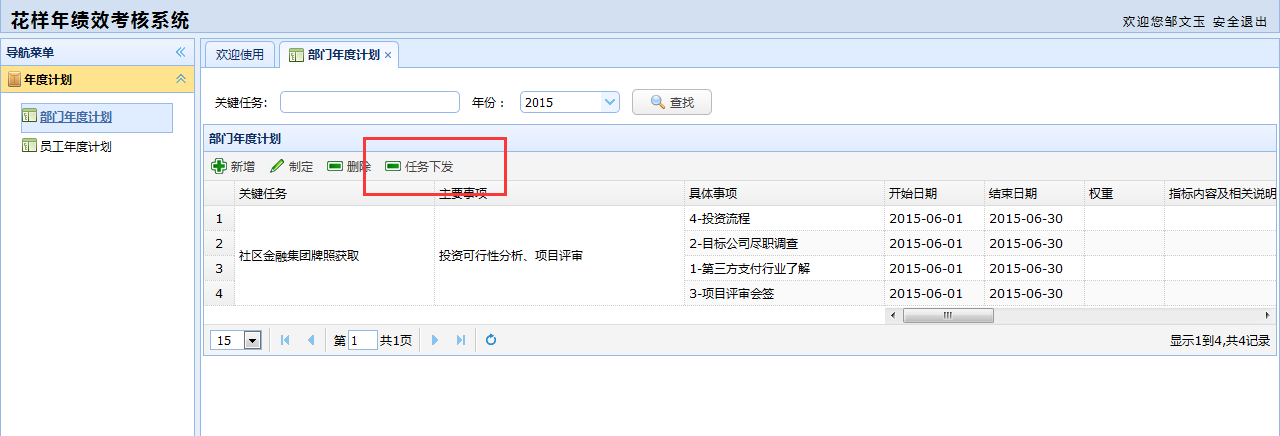 花样年绩效考核系统
欢迎您邹文玉 安全退出
导航菜单
年度计划
部门年度计划
员工年度计划
欢迎使用 部门年度计划
关键任务: 年份： 2015 查找
部门年度计划
新增 制定 删除 任务下发
关键任务 主要事项 具体事项 开始日期 结束日期 权重 指标内容及相关说明
1 4-投资流程 2015-06-01 2015-06-30
2 2-目标公司尽职调查 2015-06-01 2015-06-30
社区金融集团牌照获取 投资可行性分析、项目评审
3 1-第三方支付行业了解 2015-06-01 2015-06-30
4 3-项目评审会签 2015-06-01 2015-06-30
15 第 1 共1页 显示1到4,共4记录